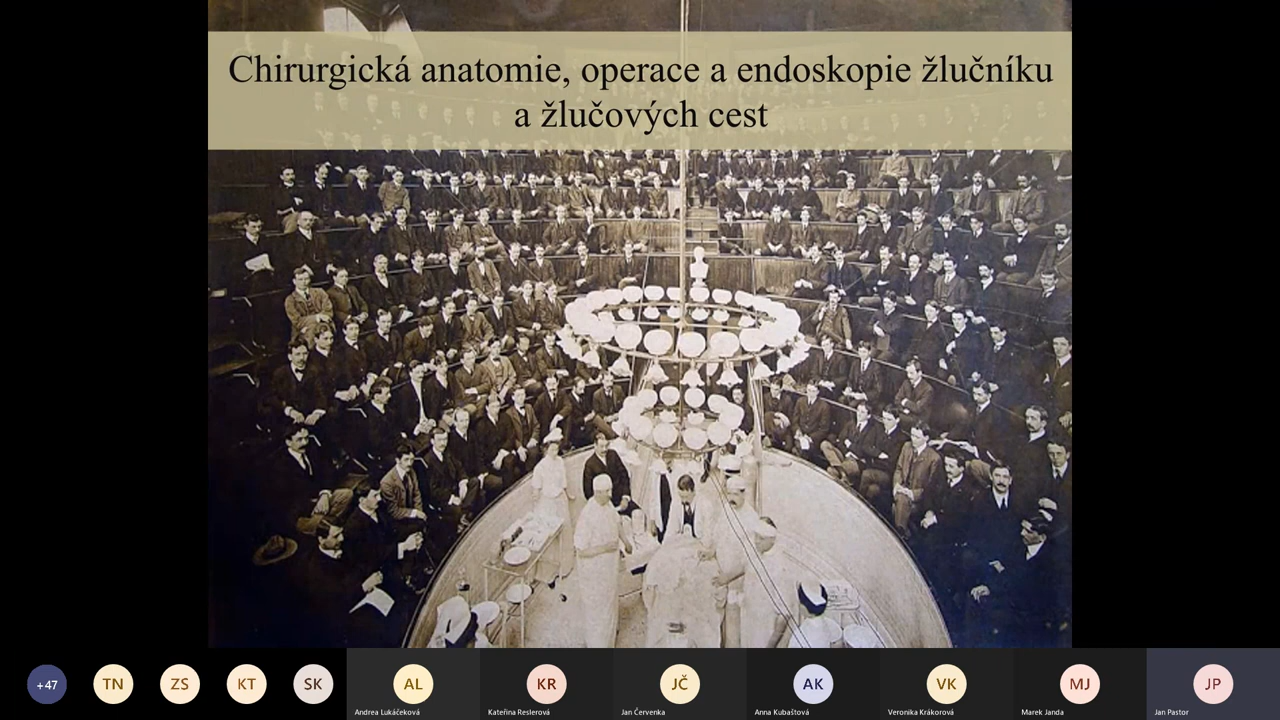 Chirurgická anatomie, operace a endoskopie žlučníku
a žlučových cest
+47
TN
ZS
KT
SK
AL
KR
JČ
AK
VK
MJ
JP
Andrea Lukáčeková
Kateřina Reslerová
Jan Červenka
Anna Kubaštová
Veronika Krákorová
Marek Janda
Jan Pastor